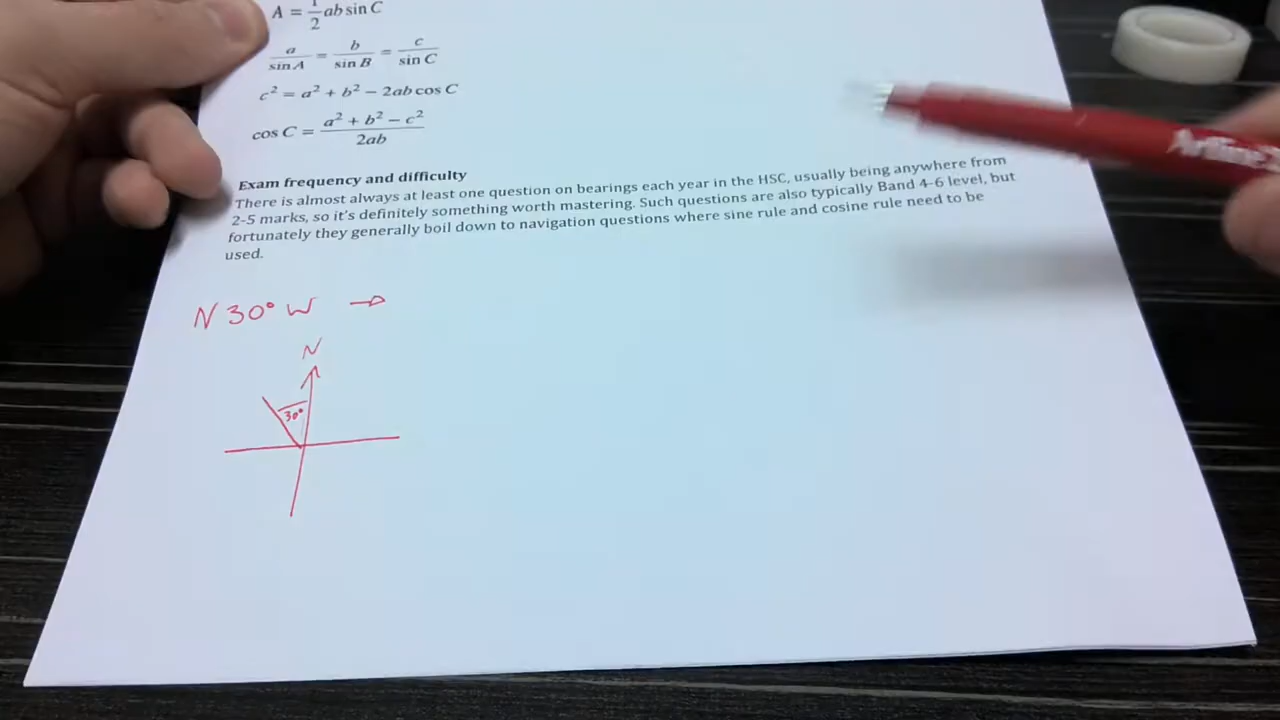 A = 1/2 ab sin C
a/sin A = b/sin B = c/sin C
c² = a² + b² − 2ab cos C
cos C = (a² + b² − c²)/2ab
Exam frequency and difficulty
There is almost always at least one question on bearings each year in the HSC, usually being anywhere from
2-5 marks, so it's definitely something worth mastering. Such questions are also typically Band 4-6 level, but
fortunately they generally boil down to navigation questions where sine rule and cosine rule need to be
used.
N 30° W →
N
30°
Artline